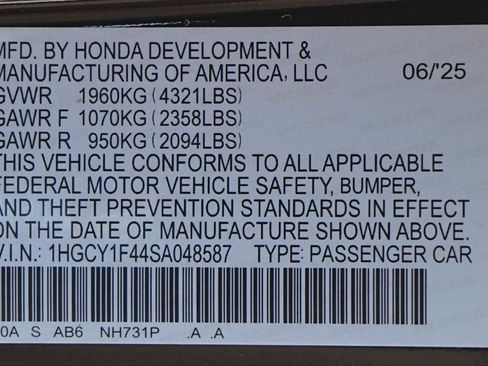 MFD. BY HONDA DEVELOPMENT &
MANUFACTURING OF AMERICA, LLC 06/'25
GVWR 1960KG (4321LBS)
GAWR F 1070KG (2358LBS)
GAWR R 950KG (2094LBS)
THIS VEHICLE CONFORMS TO ALL APPLICABLE
FEDERAL MOTOR VEHICLE SAFETY, BUMPER,
AND THEFT PREVENTION STANDARDS IN EFFECT
ON THE DATE OF MANUFACTURE SHOWN ABOVE.
V.I.N.: 1HGCY1F44SA048587 TYPE: PASSENGER CAR
0A S AB6 NH731P .A .A